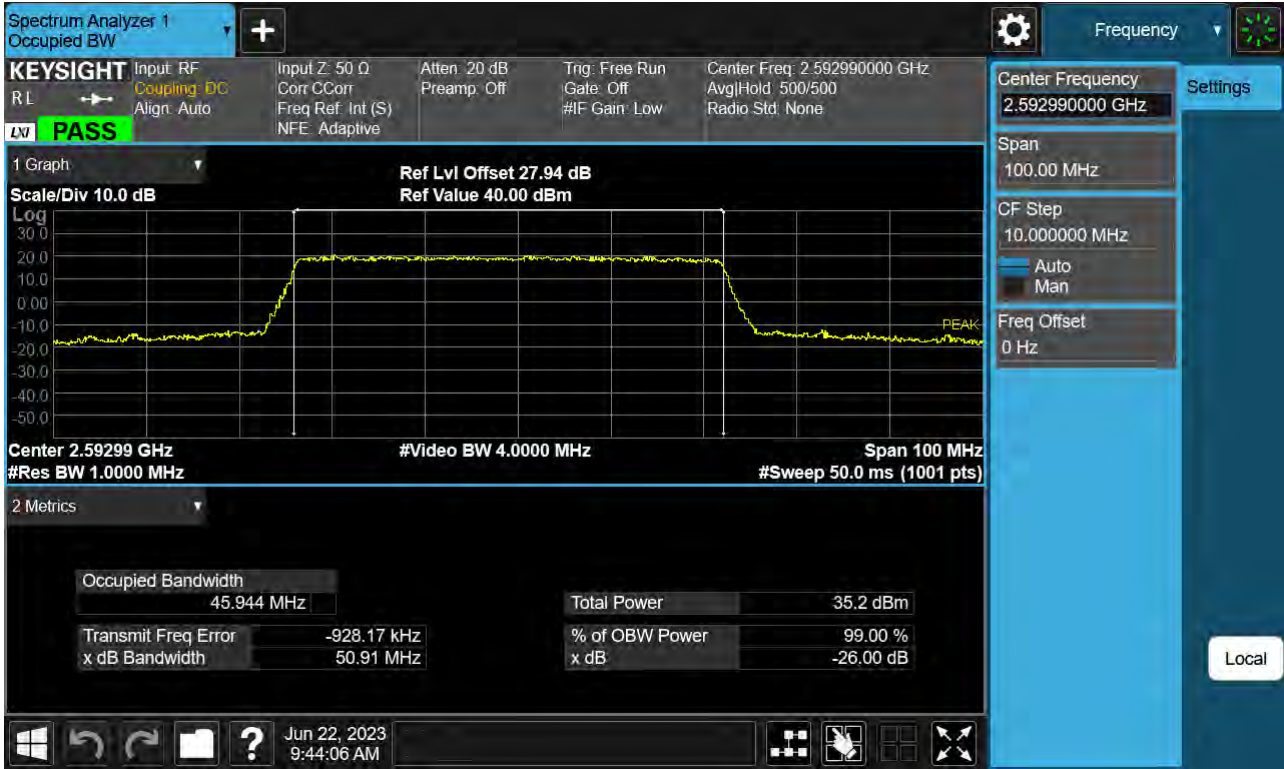 Spectrum Analyzer 1
Occupied BW
Frequency
KEYSIGHT
R L
LXI PASS
Input: RF
Coupling: DC
Align: Auto
Input Z: 50 Ω
Corr CCorr
Freq Ref: Int (S)
NFE: Adaptive
Atten: 20 dB
Preamp: Off
Trig: Free Run
Gate: Off
#IF Gain: Low
Center Freq: 2.592990000 GHz
Avg|Hold: 500/500
Radio Std: None
1 Graph
Scale/Div 10.0 dB
Ref Lvl Offset 27.94 dB
Ref Value 40.00 dBm
Log
30.0
20.0
10.0
0.00
-10.0
-20.0
-30.0
-40.0
-50.0
PEAK
Center 2.59299 GHz
#Res BW 1.0000 MHz
#Video BW 4.0000 MHz
Span 100 MHz
#Sweep 50.0 ms (1001 pts)
2 Metrics
Occupied Bandwidth
45.944 MHz
Transmit Freq Error -928.17 kHz
x dB Bandwidth 50.91 MHz
Total Power 35.2 dBm
% of OBW Power 99.00 %
x dB -26.00 dB
Center Frequency
2.592990000 GHz
Span
100.00 MHz
CF Step
10.000000 MHz
Auto
Man
Freq Offset
0 Hz
Settings
Local
?
Jun 22, 2023
9:44:06 AM